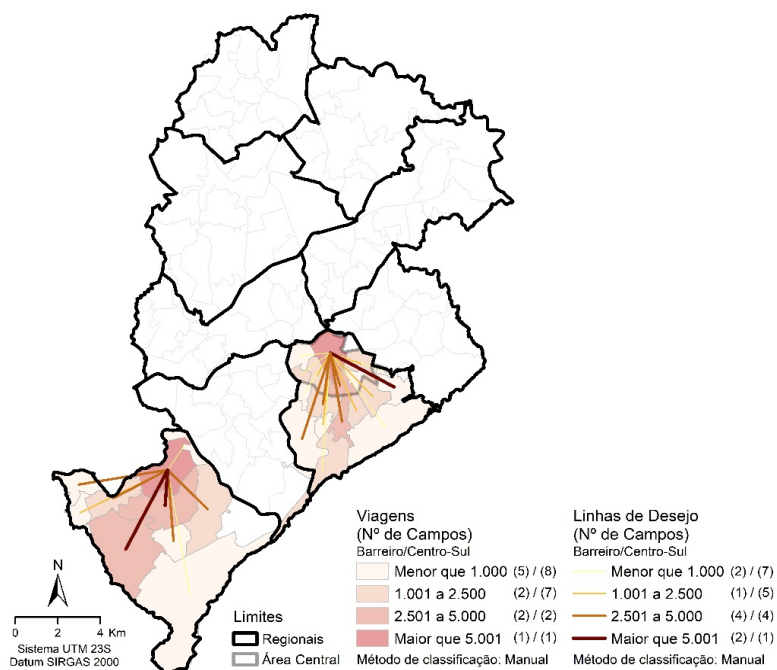 N
0 2 4 Km
Sistema UTM 23S
Datum SIRGAS 2000
Limites
Regionais
Área Central
Viagens
(Nº de Campos)
Barreiro/Centro-Sul
Menor que 1.000 (5) / (8)
1.001 a 2.500 (2) / (7)
2.501 a 5.000 (2) / (2)
Maior que 5.001 (1) / (1)
Método de classificação: Manual
Linhas de Desejo
(Nº de Campos)
Barreiro/Centro-Sul
Menor que 1.000 (2) / (7)
1.001 a 2.500 (1) / (5)
2.501 a 5.000 (4) / (4)
Maior que 5.001 (2) / (1)
Método de classificação: Manual